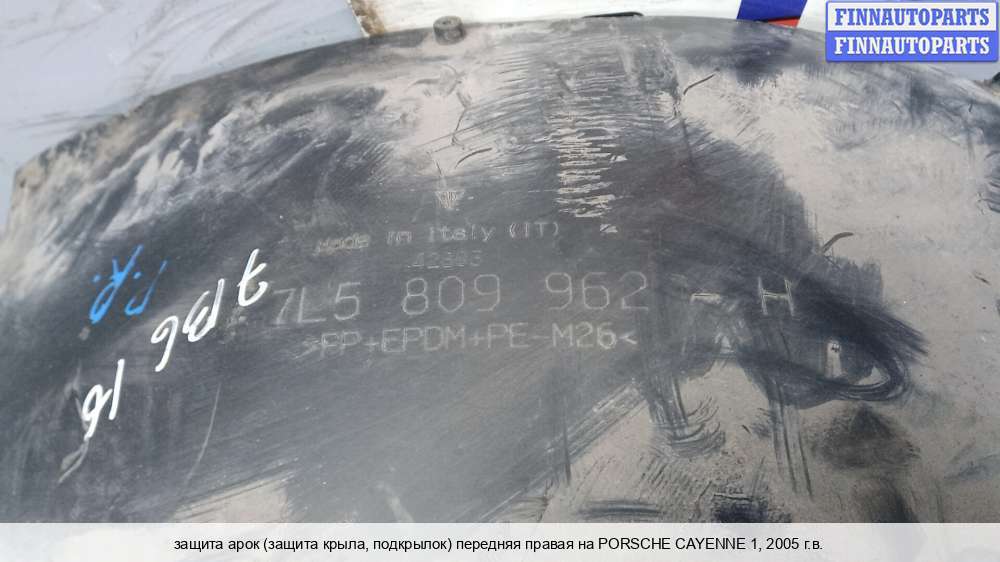 FINNAUTOPARTS
FINNAUTOPARTS
Made in Italy (IT)
7L5 809 962 - H
>PP+EPDM+PE-M26<
защита арок (защита крыла, подкрылок) передняя правая на PORSCHE CAYENNE 1, 2005 г.в.